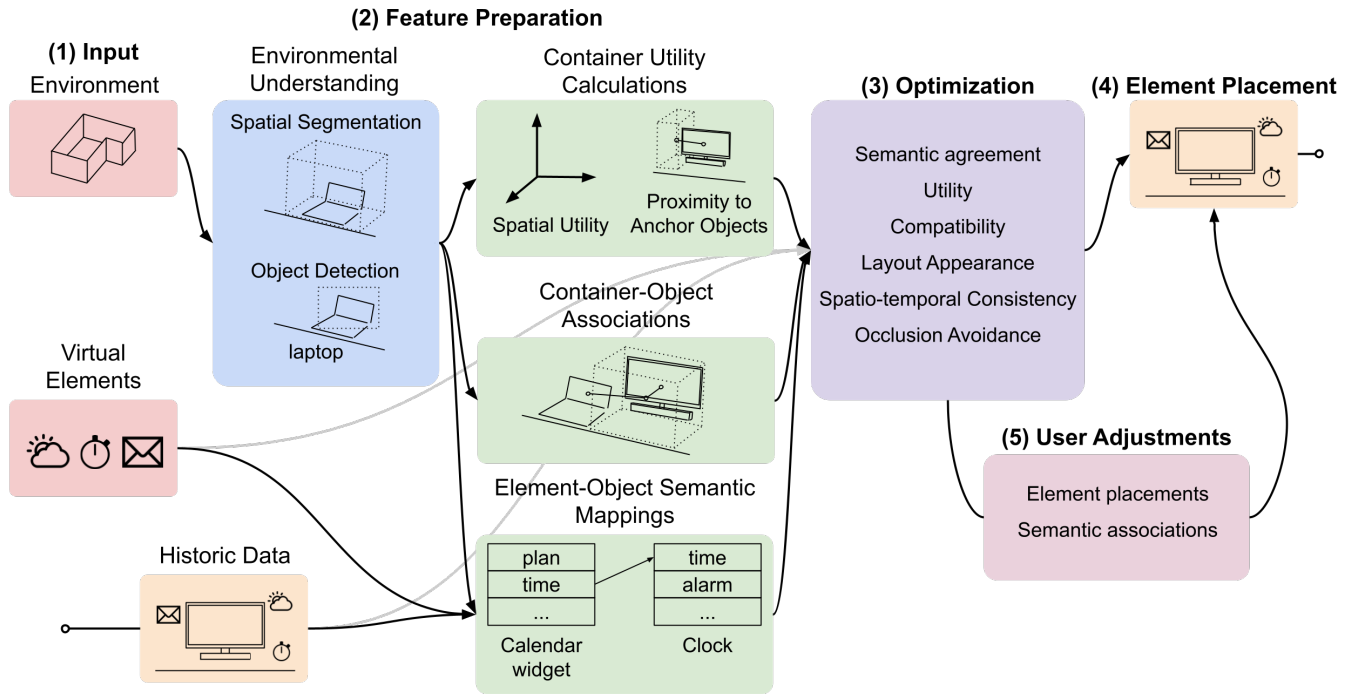 (2) Feature Preparation
(1) Input
Environment
Environmental
Understanding
Spatial Segmentation
Object Detection
laptop
Virtual
Elements
Historic Data
Container Utility
Calculations
Spatial Utility
Proximity to
Anchor Objects
Container-Object
Associations
Element-Object Semantic
Mappings
plan
time
...
Calendar
widget
time
alarm
...
Clock
(3) Optimization
Semantic agreement
Utility
Compatibility
Layout Appearance
Spatio-temporal Consistency
Occlusion Avoidance
(4) Element Placement
(5) User Adjustments
Element placements
Semantic associations